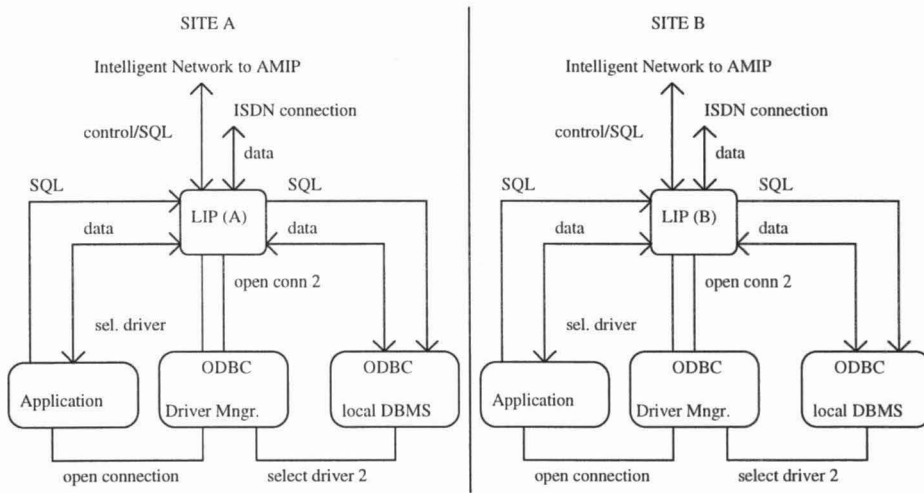 SITE A
Intelligent Network to AMIP
ISDN connection
control/SQL
data
SQL
SQL
LIP (A)
data
data
open conn 2
sel. driver
ODBC
ODBC
Application
Driver Mngr.
local DBMS
open connection
select driver 2
SITE B
Intelligent Network to AMIP
ISDN connection
control/SQL
data
SQL
SQL
LIP (B)
data
data
open conn 2
sel. driver
ODBC
ODBC
Application
Driver Mngr.
local DBMS
open connection
select driver 2